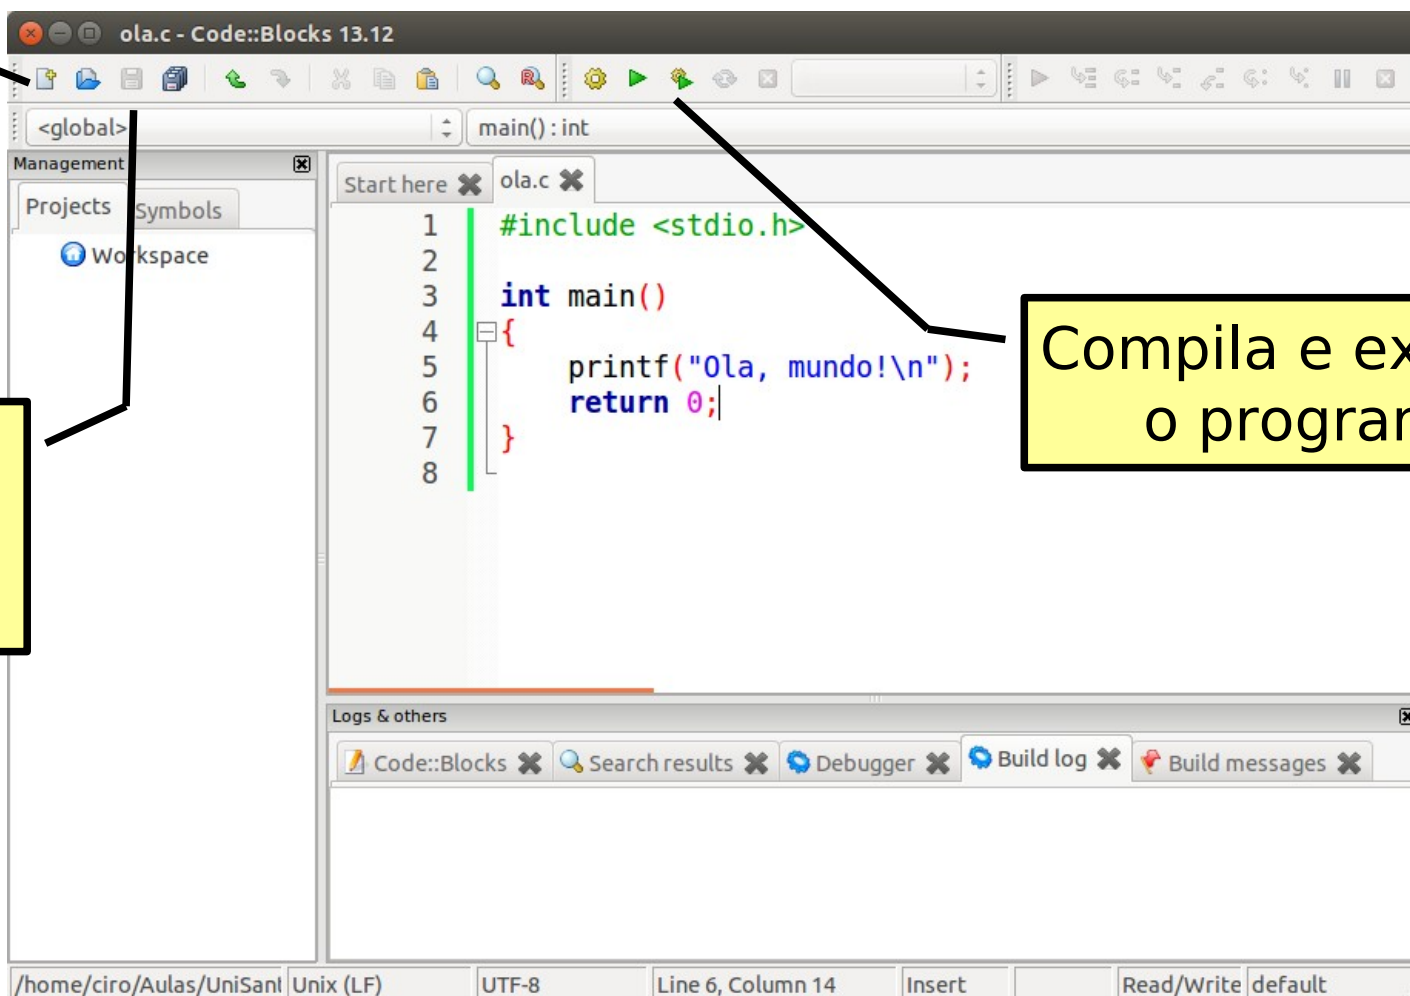 ola.c - Code::Blocks 13.12
<global>
main() : int
Management
Projects Symbols
Workspace
Start here ola.c
1 #include <stdio.h>
2
3 int main()
4 {
5 printf("Ola, mundo!\n");
6 return 0;
7 }
8
Compila e ex
o program
Logs & others
Code::Blocks Search results Debugger Build log Build messages
/home/ciro/Aulas/UniSant Unix (LF) UTF-8 Line 6, Column 14 Insert Read/Write default